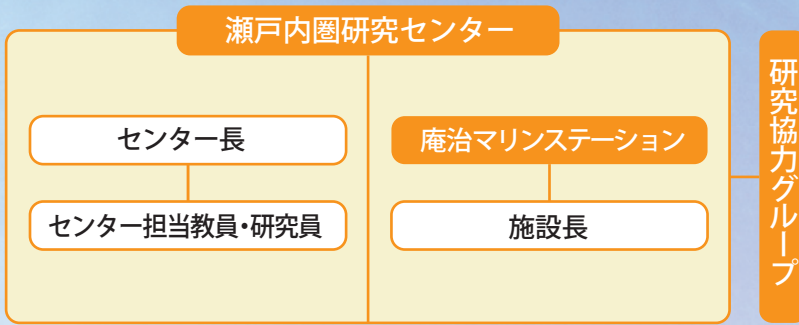 瀬戸内圏研究センター
センター長
センター担当教員・研究員
庵治マリンステーション
施設長
研究協力グループ